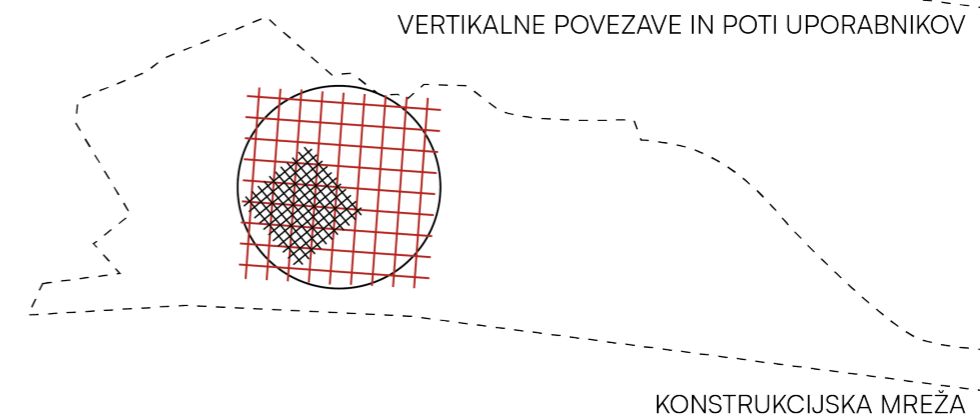 VERTIKALNE POVEZAVE IN POTI UPORABNIKOV
KONSTRUKCIJSKA MREŽA